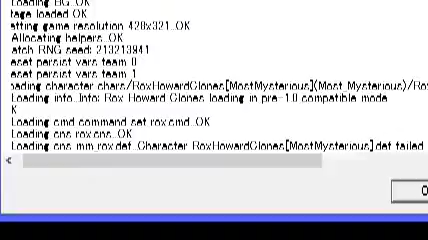 Loading BG...OK
tage loaded OK
etting game resolution 428x321...OK
Allocating helpers...OK
atch RNG seed: 213213941
eset persist vars team 0
eset persist vars team 1
oading character chars/RoxHowardClones[MostMysterious](Most_Mysterious)/Rox
Loading info...Info: Rox Howard Clones loading in pre-1.0 compatible mode
K
Loading cmd command set rox.cmd...OK
Loading cns rox.cns...OK
Loading cns mm_rox.def...Character RoxHowardClones[MostMysterious].def failed